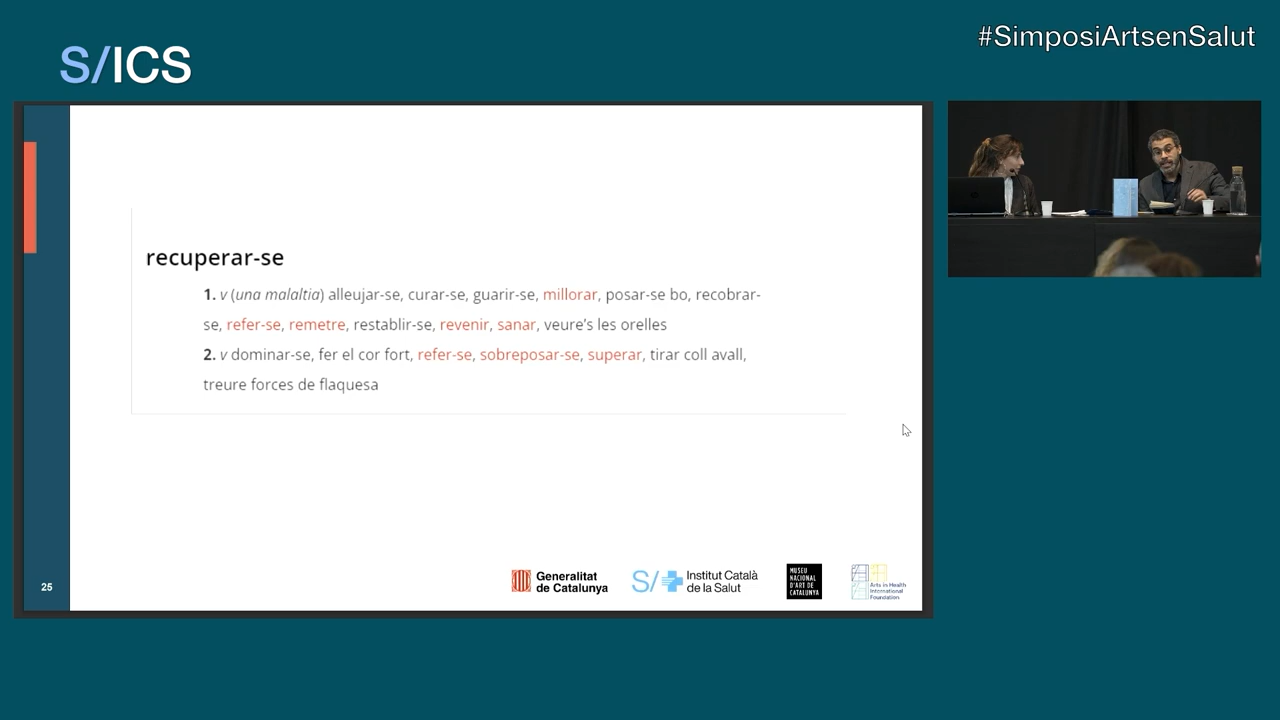 #SimposiArtsenSalut
S/ICS
recuperar-se
1. v (una malaltia) alleujar-se, curar-se, guarir-se, millorar, posar-se bo, recobrar-
se, refer-se, remetre, restablir-se, revenir, sanar, veure's les orelles
2. v dominar-se, fer el cor fort, refer-se, sobreposar-se, superar, tirar coll avall,
treure forces de flaquesa
25
Generalitat
de Catalunya
S/
Institut Català
de la Salut
MUSEU
NACIONAL
D'ART DE
CATALUNYA
Arts in Health
International
Foundation